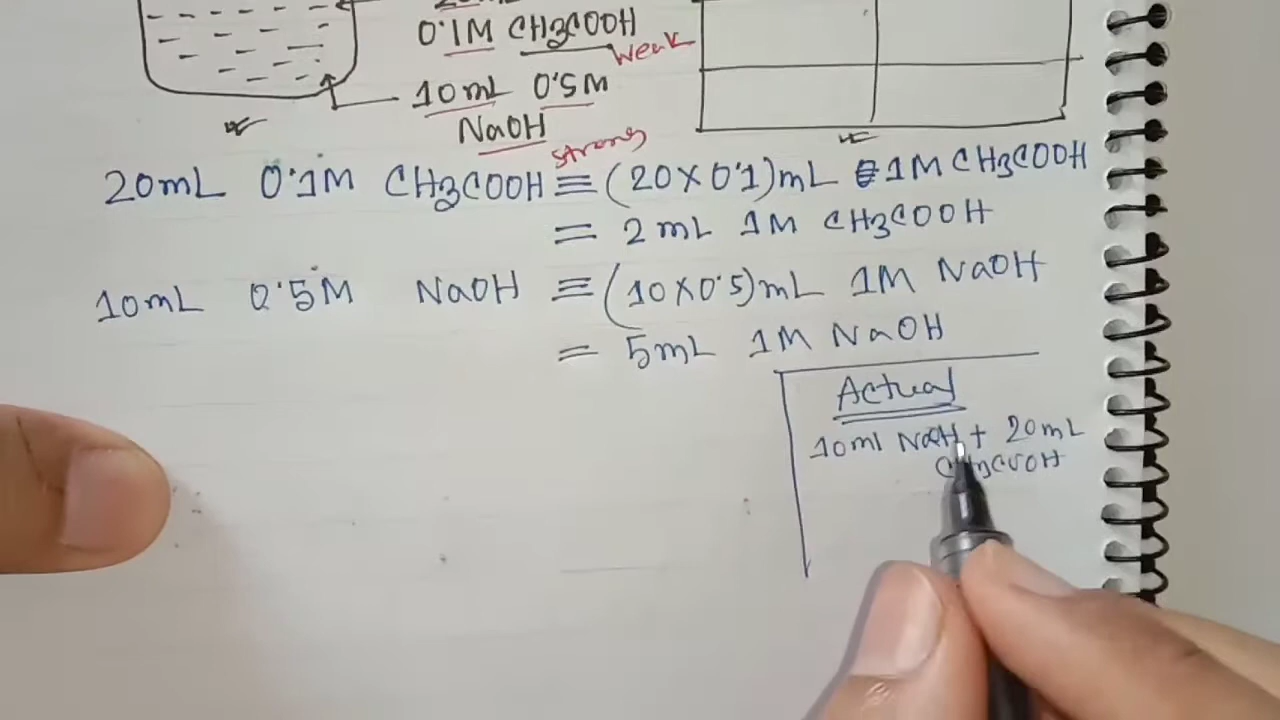 0.1M CH3COOH
Weak
10mL 0.5M
NaOH
strong
20mL 0.1M CH3COOH ≡ (20×0.1)mL 1M CH3COOH
= 2mL 1M CH3COOH
10mL 0.5M NaOH ≡ (10×0.5)mL 1M NaOH
= 5mL 1M NaOH
Actual
10ml NaOH + 20mL
CH3COOH